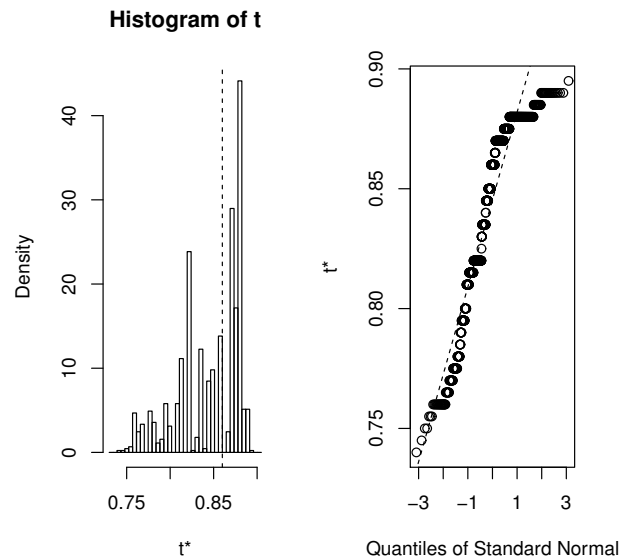 Histogram of t
Density
0 10 20 30 40
0.75 0.85
t*
t*
0.75 0.80 0.85 0.90
−3 −1 1 3
Quantiles of Standard Normal